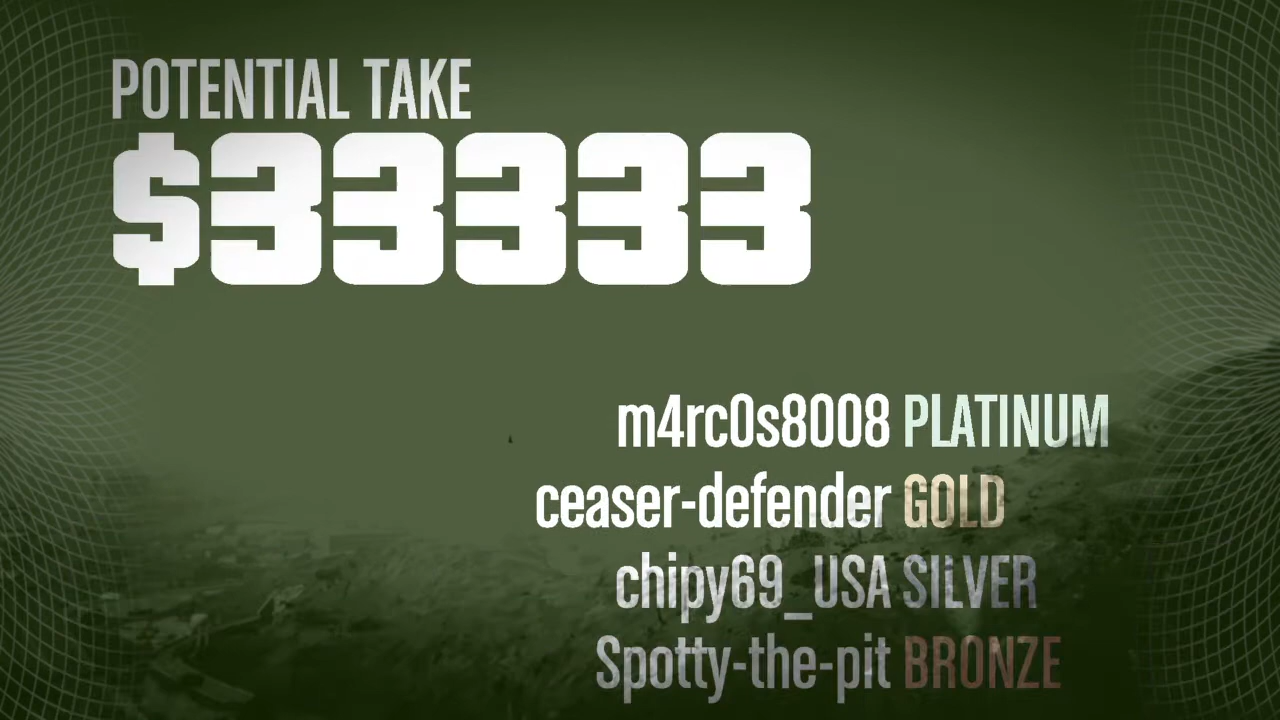 POTENTIAL TAKE
$33333
m4rc0s8008 PLATINUM
ceaser-defender GOLD
chipy69_USA SILVER
Spotty-the-pit BRONZE